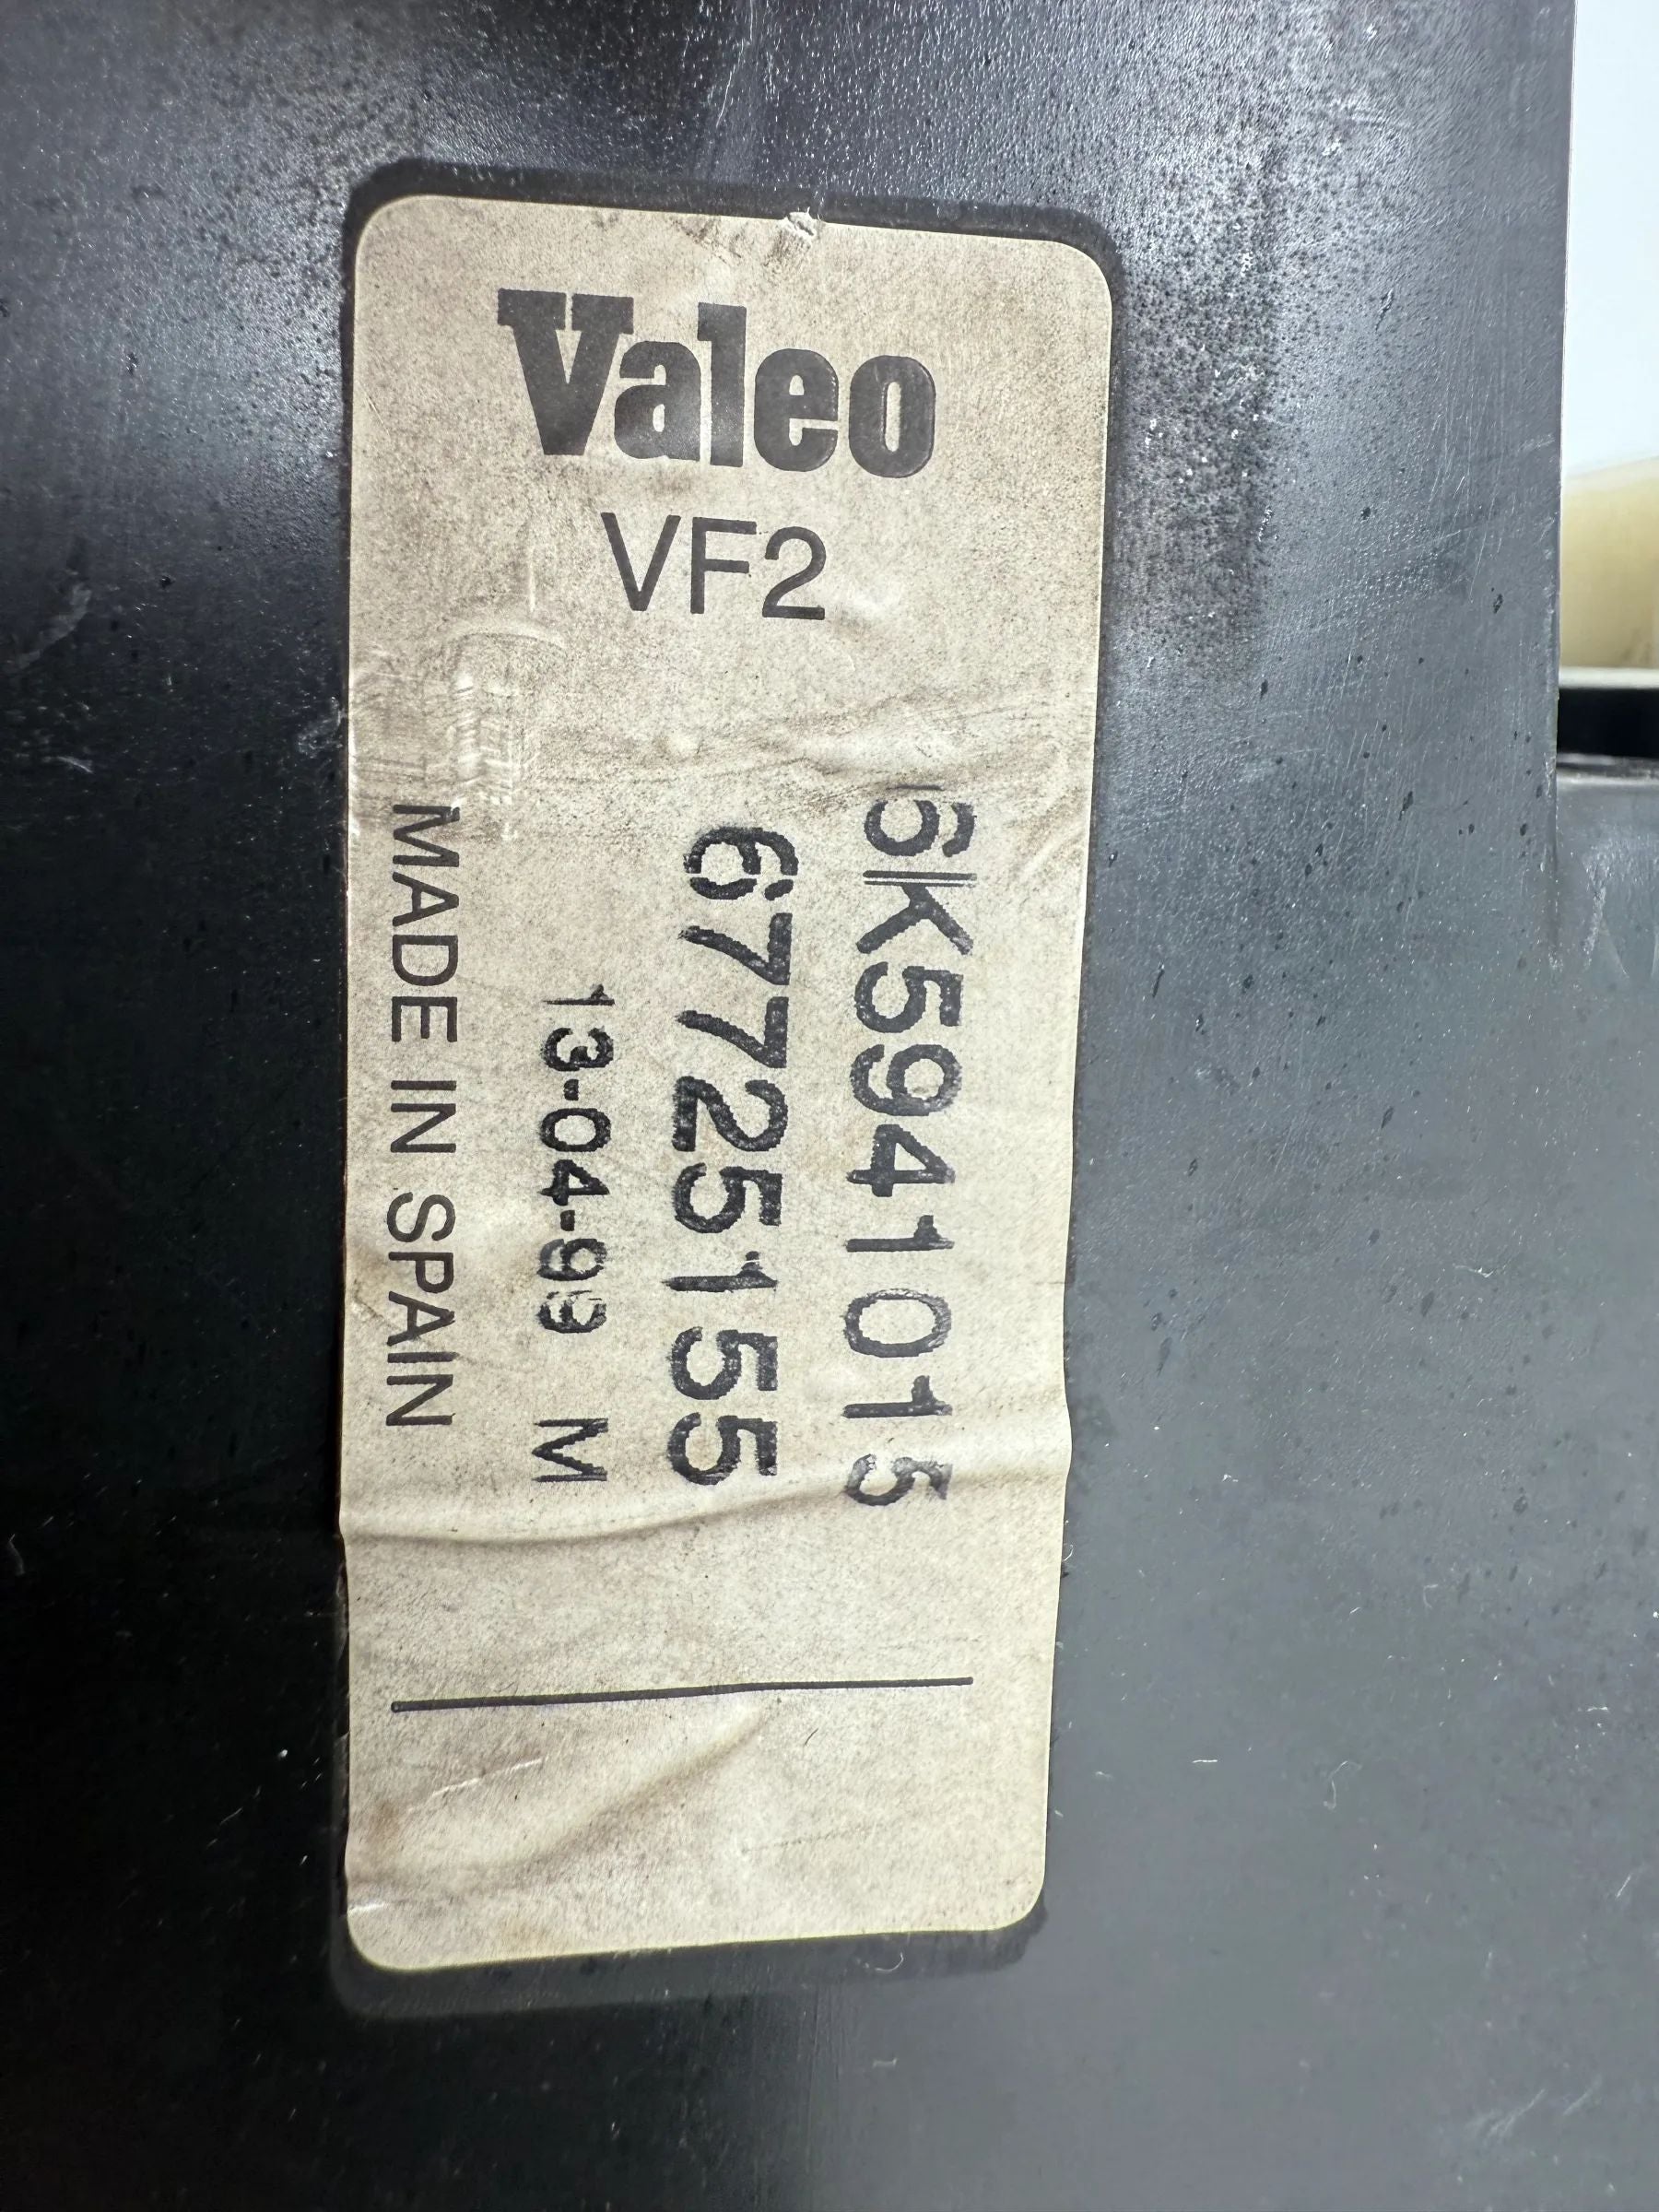 Valeo
VF2
6K5941015
67725155
13-04-99 M
MADE IN SPAIN